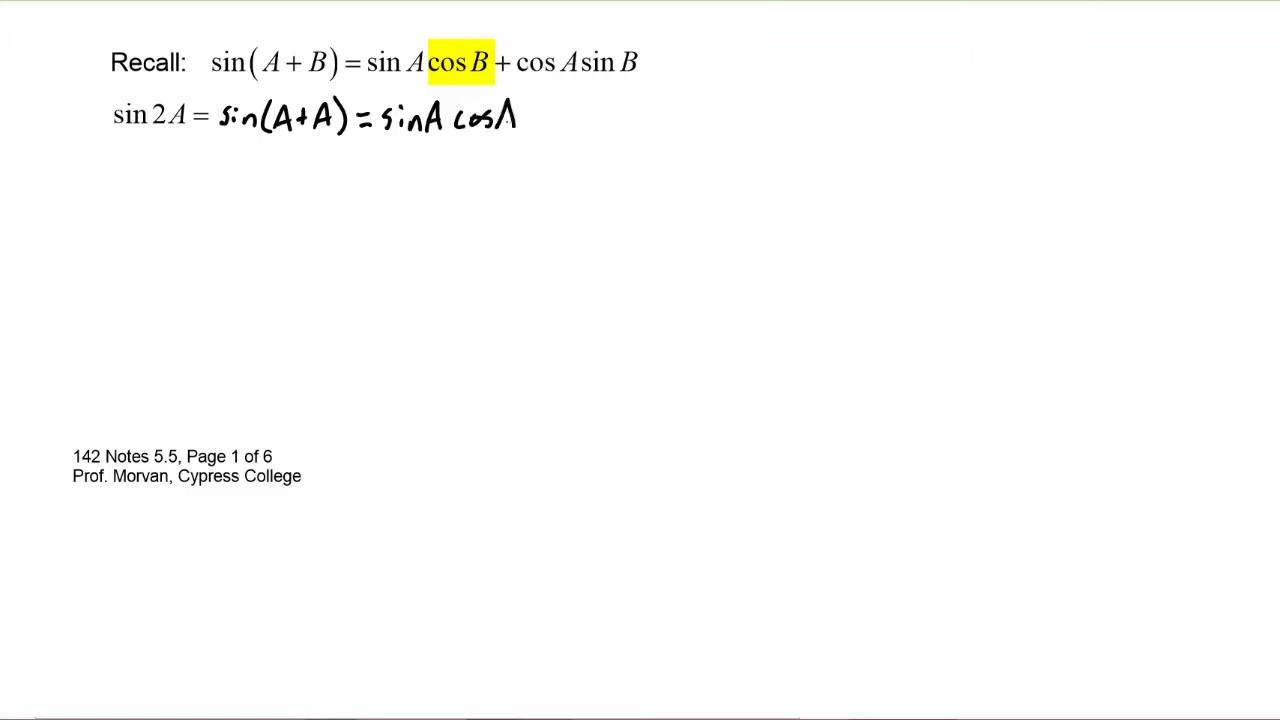 Recall: sin(A + B) = sin A cos B + cos A sin B
sin 2A = sin(A+A) = sinA cosA
142 Notes 5.5, Page 1 of 6
Prof. Morvan, Cypress College